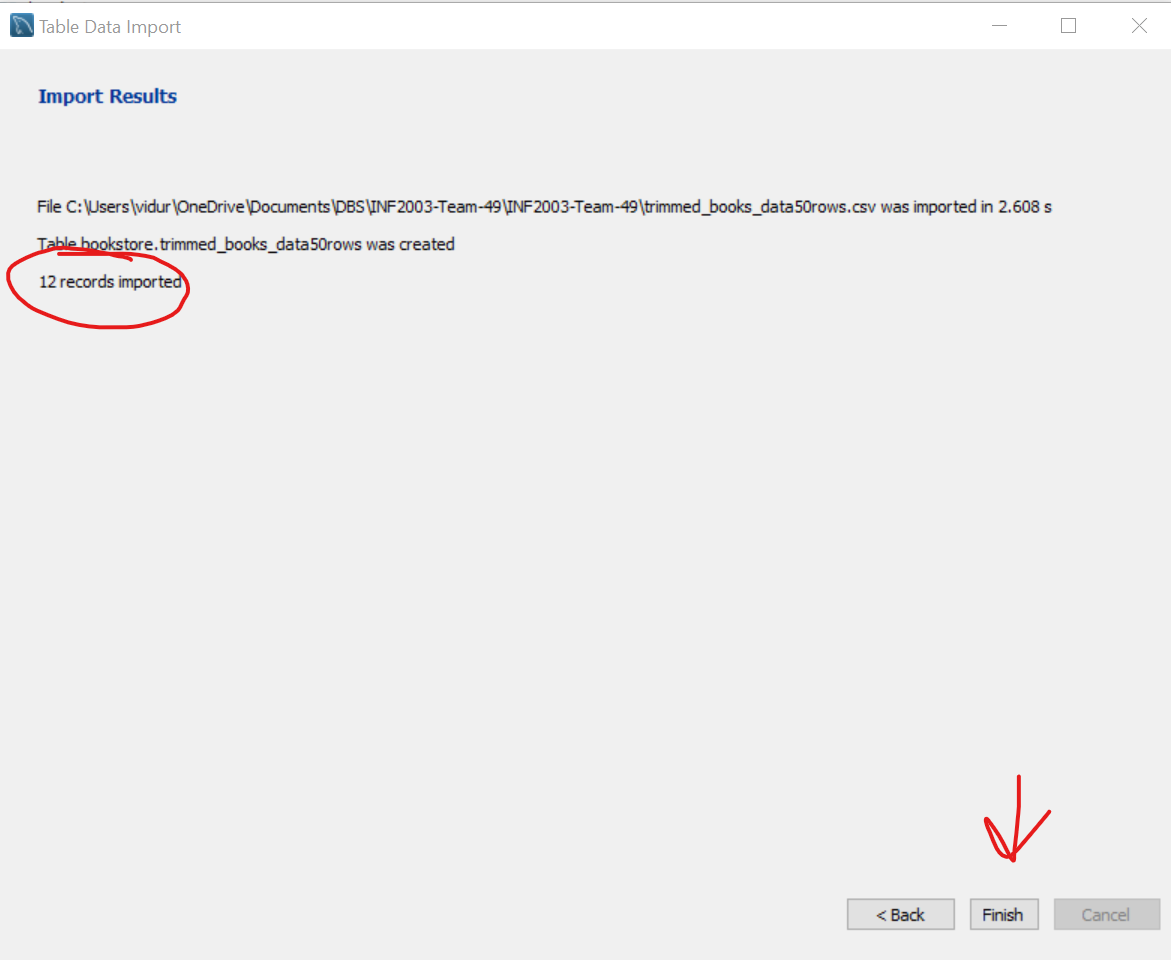 Table Data Import
Import Results
File C:\Users\vidur\OneDrive\Documents\DBS\INF2003-Team-49\INF2003-Team-49\trimmed_books_data50rows.csv was imported in 2.608 s
Table bookstore.trimmed_books_data50rows was created
12 records imported
< Back
Finish
Cancel